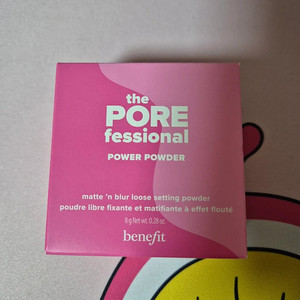 the
PORE
fessional
POWER POWDER
matte 'n blur loose setting powder
poudre libre fixante et matifiante à effet flouté
8 g Net wt. 0.28 oz.
benefit